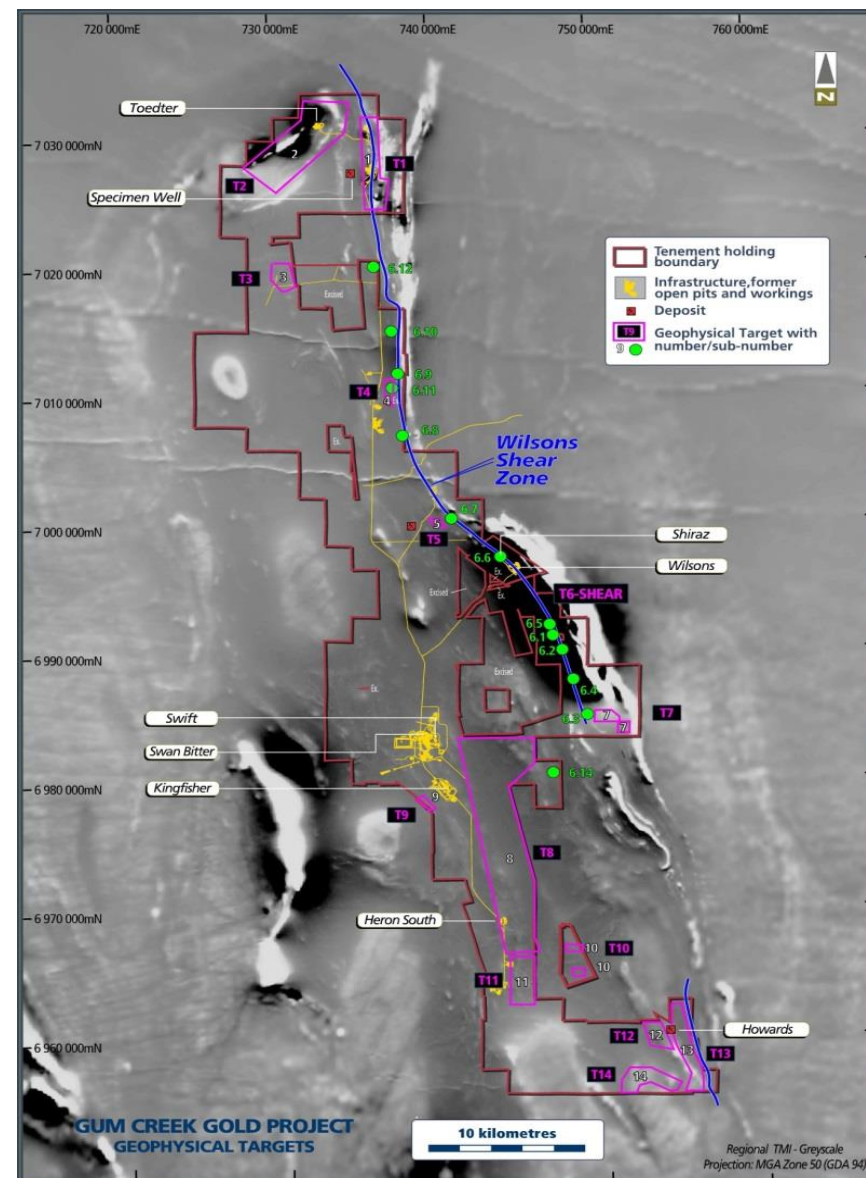 720 000mE
730 000mE
740 000mE
750 000mE
760 000mE
N
Toedter
7 030 000mN
2
1
T1
T2
Specimen Well
7 020 000mN
T3
3
6.12
Excised
Tenement holding
boundary
Infrastructure,former
open pits and workings
Deposit
T9
Geophysical Target with
9
number/sub-number
6.10
6.9
T4
6.11
4
Ex.
7 010 000mN
6.8
Ex.
Wilsons
Shear
Zone
7 000 000mN
6.7
5
T5
Shiraz
6.6
Wilsons
Ex.
Ex.
Excised
T6-SHEAR
6.5
6.1
6.2
6 990 000mN
Excised
Ex.
6.4
6.3
7
T7
7
Swift
Swan Bitter
6.14
6 980 000mN
Kingfisher
9
T9
8
T8
6 970 000mN
Heron South
10
T10
10
T11
11
6 960 000mN
T12
12
Howards
13
T13
T14
14
GUM CREEK GOLD PROJECT
GEOPHYSICAL TARGETS
10 kilometres
Regional TMI - Greyscale
Projection: MGA Zone 50 (GDA 94)